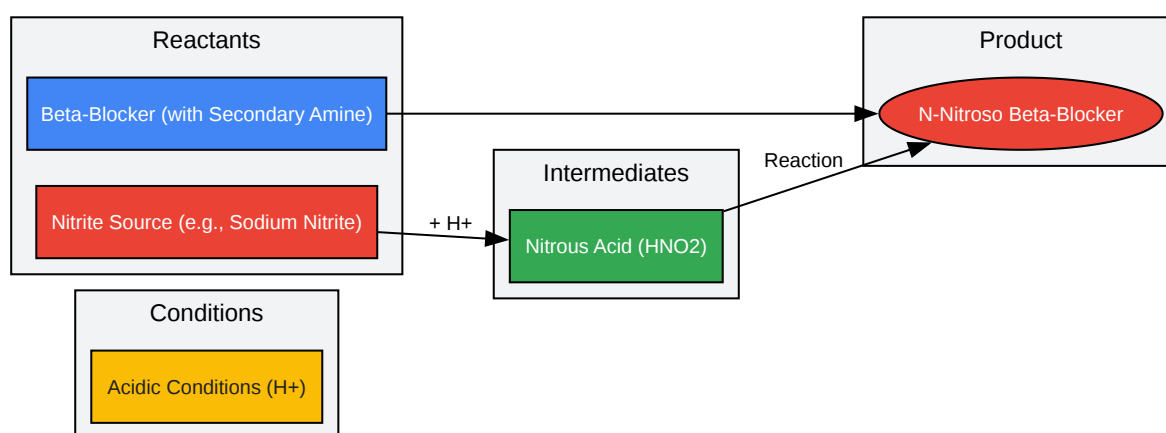 Reactants
Beta-Blocker (with Secondary Amine)
Nitrite Source (e.g., Sodium Nitrite)
+ H+
Intermediates
Nitrous Acid (HNO2)
Reaction
Product
N-Nitroso Beta-Blocker
Conditions
Acidic Conditions (H+)